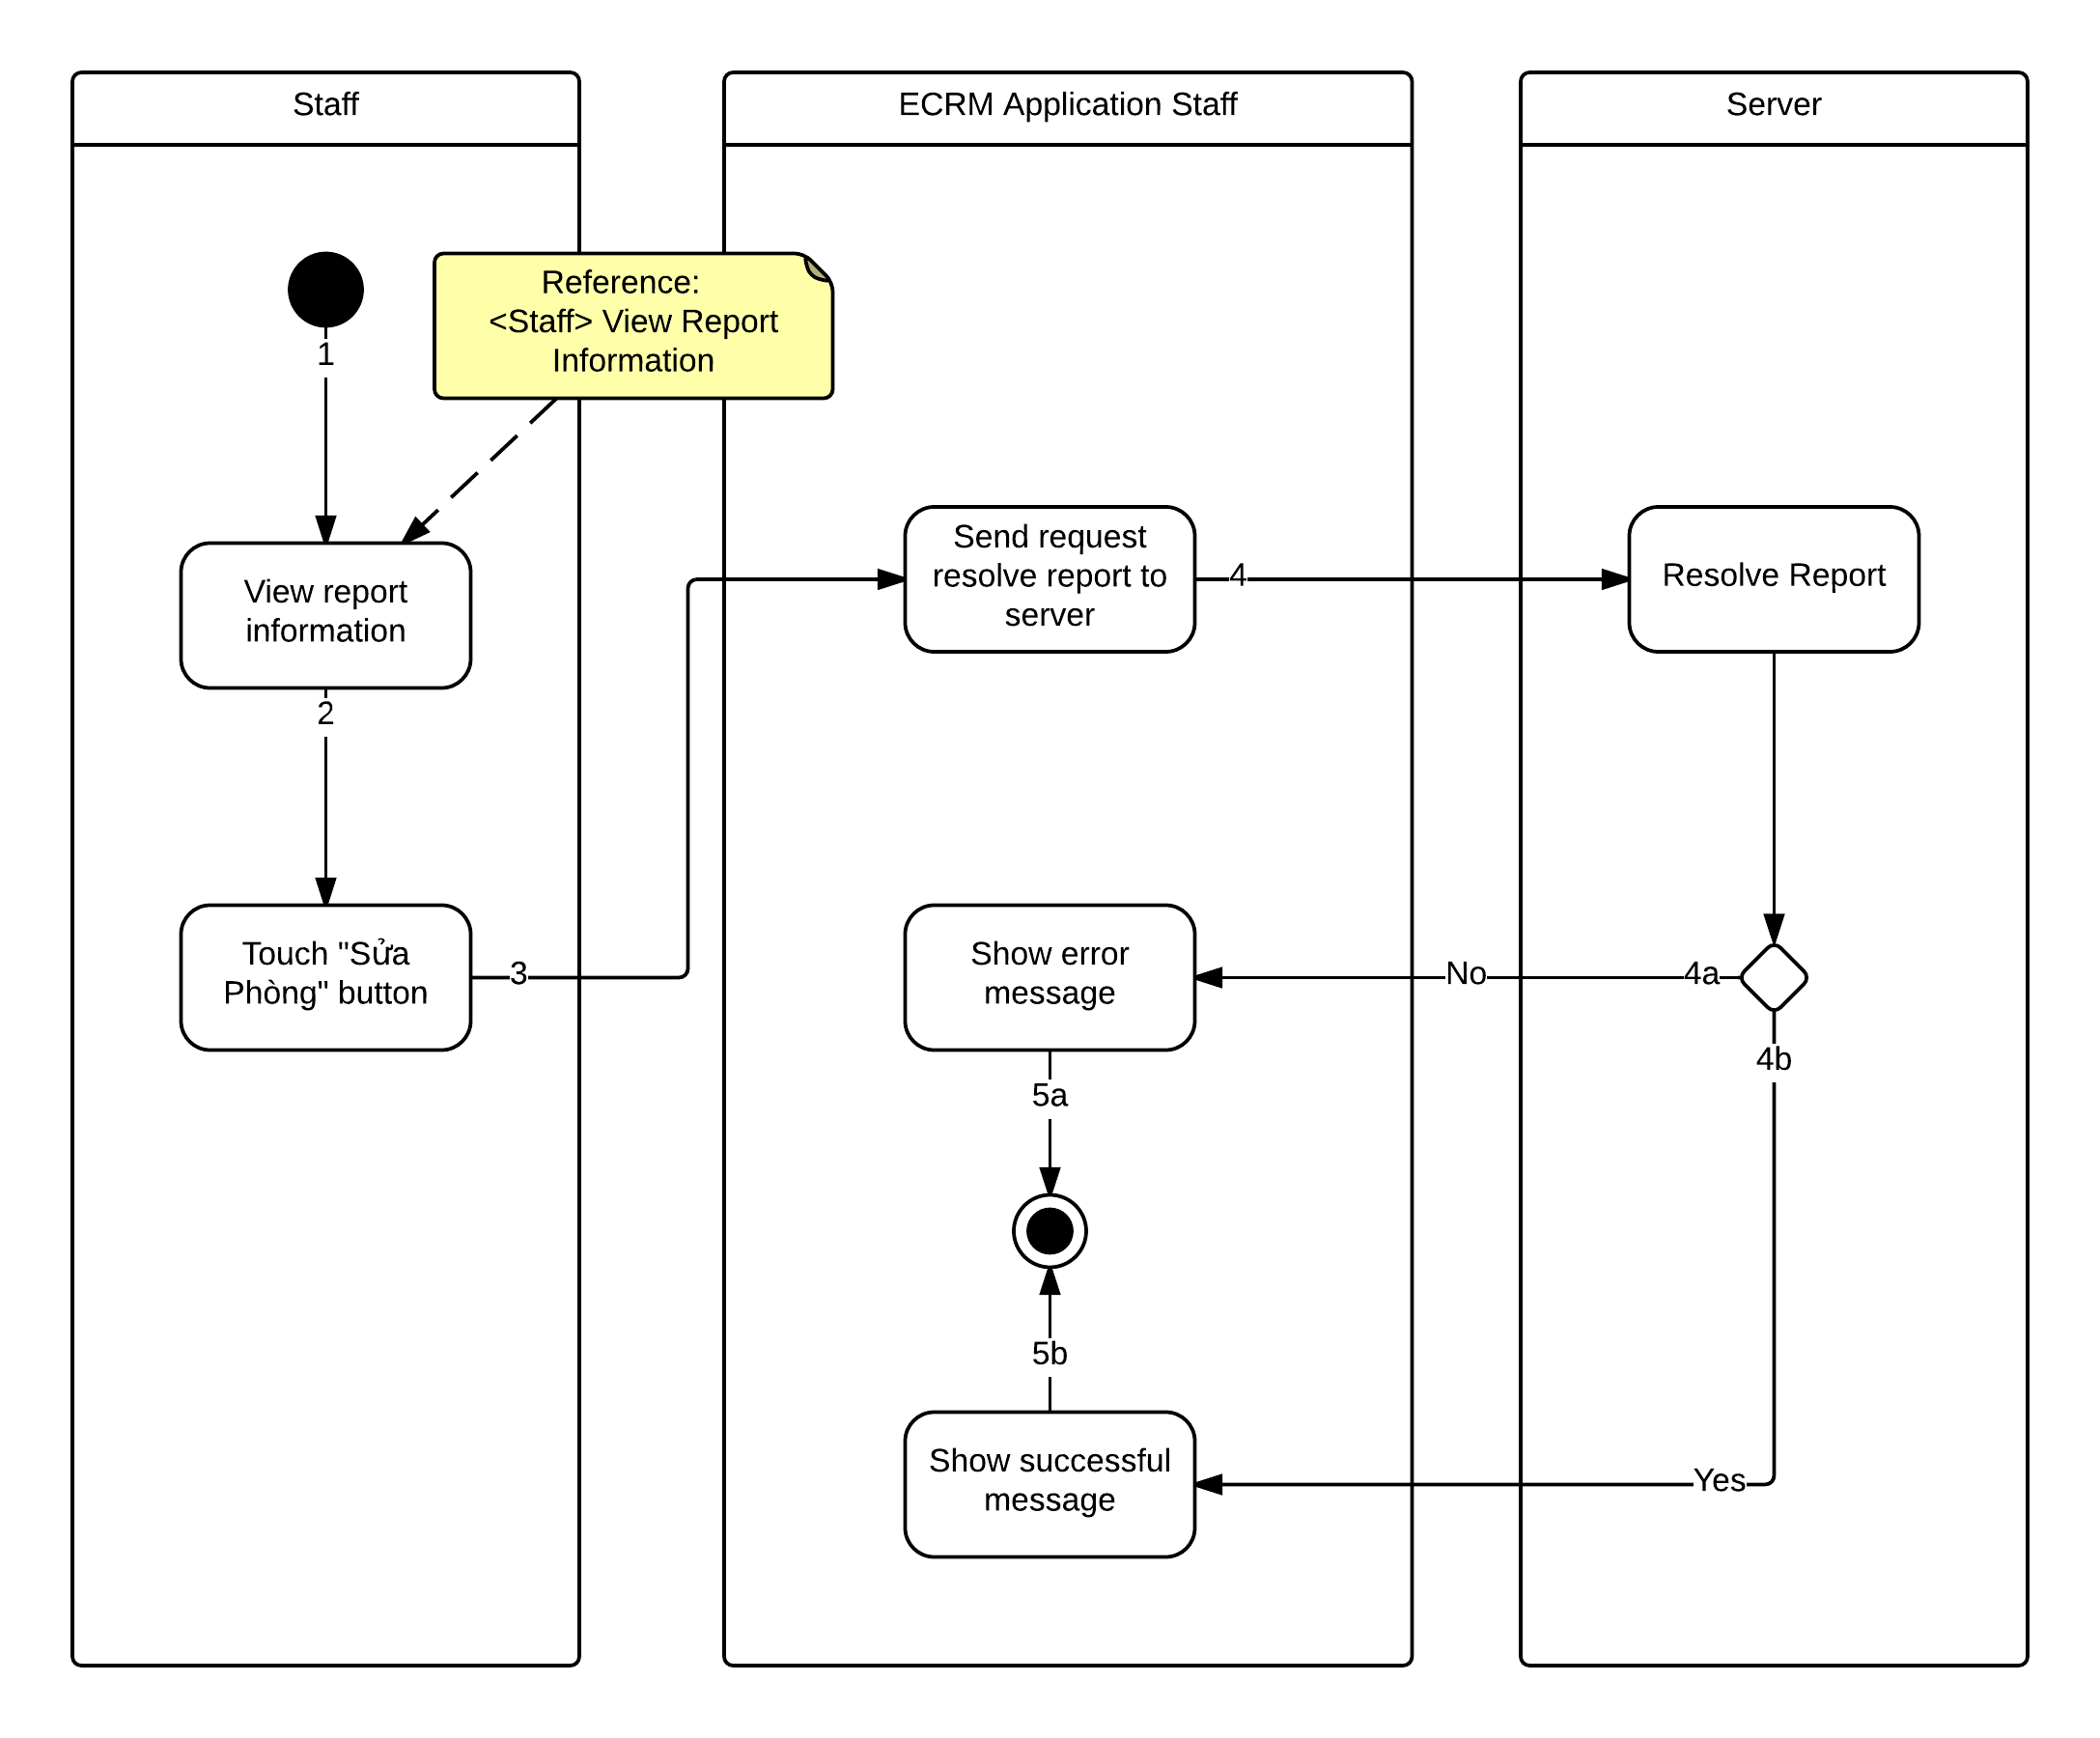 Staff
ECRM Application Staff
Server
Reference:
<Staff> View Report
Information
1
View report
information
2
Touch "Sửa
Phòng" button
3
Send request
resolve report to
server
4
Resolve Report
4a
No
4b
Yes
Show error
message
5a
5b
Show successful
message